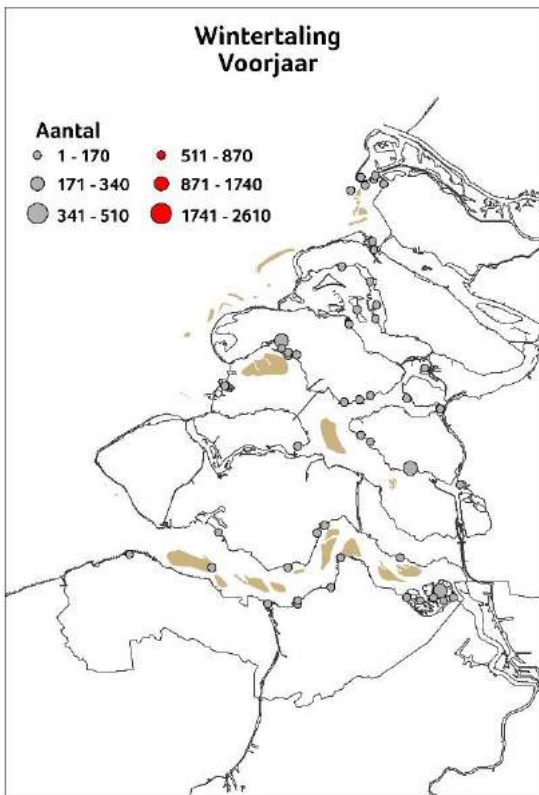 Wintertaling
Voorjaar
Aantal
1 - 170
511 - 870
171 - 340
871 - 1740
341 - 510
1741 - 2610